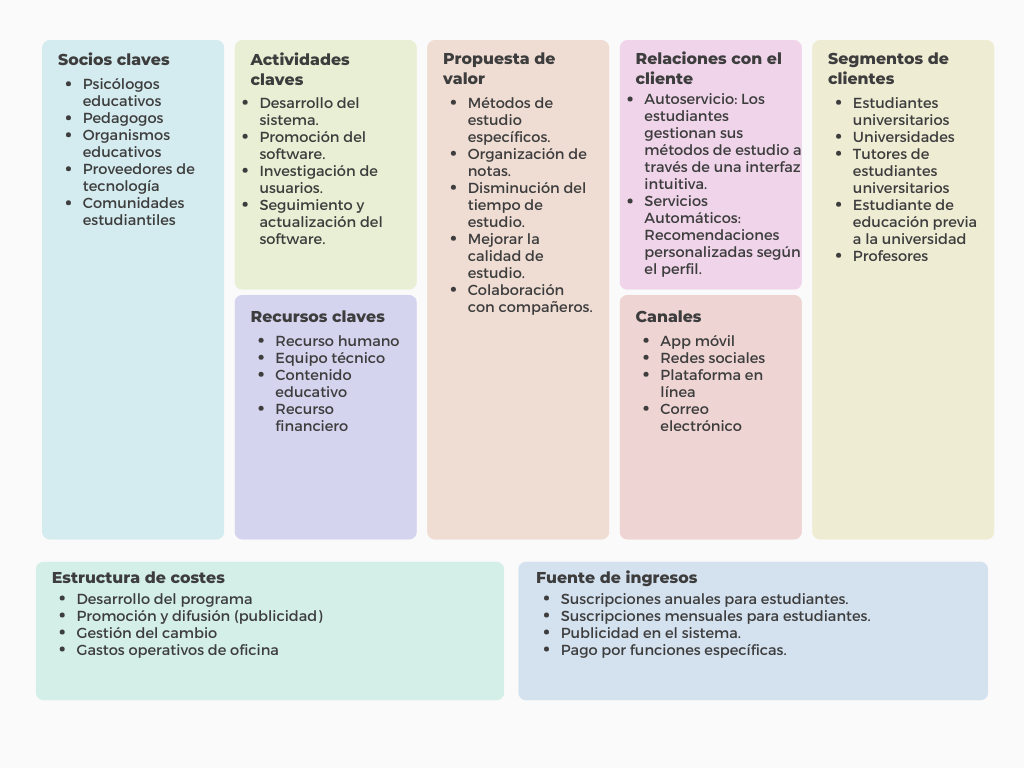 Socios claves
• Psicólogos
educativos
• Pedagogos
• Organismos
educativos
• Proveedores de
tecnología
• Comunidades
estudiantiles
Actividades
claves
• Desarrollo del
sistema.
• Promoción del
software.
• Investigación de
usuarios.
• Seguimiento y
actualización del
software.
Recursos claves
• Recurso humano
• Equipo técnico
• Contenido
educativo
• Recurso
financiero
Propuesta de
valor
• Métodos de
estudio
específicos.
• Organización de
notas.
• Disminución del
tiempo de
estudio.
• Mejorar la
calidad de
estudio.
• Colaboración
con compañeros.
Relaciones con el
cliente
• Autoservicio: Los
estudiantes
gestionan sus
métodos de estudio a
través de una interfaz
intuitiva.
• Servicios
Automáticos:
Recomendaciones
personalizadas según
el perfil.
Canales
• App móvil
• Redes sociales
• Plataforma en
línea
• Correo
electrónico
Segmentos de
clientes
• Estudiantes
universitarios
• Universidades
• Tutores de
estudiantes
universitarios
• Estudiante de
educación previa
a la universidad
• Profesores
Estructura de costes
• Desarrollo del programa
• Promoción y difusión (publicidad)
• Gestión del cambio
• Gastos operativos de oficina
Fuente de ingresos
• Suscripciones anuales para estudiantes.
• Suscripciones mensuales para estudiantes.
• Publicidad en el sistema.
• Pago por funciones específicas.